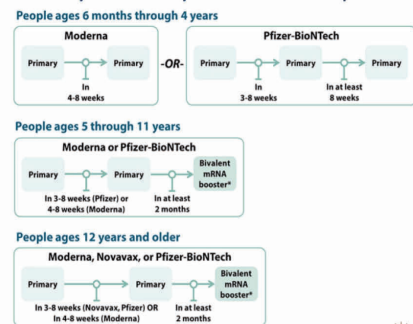 People ages 6 months through 4 years
Moderna
Primary
Primary
In
4-8 weeks
-OR-
Pfizer-BioNTech
Primary
Primary
Primary
In
3-8 weeks
In at least
8 weeks
People ages 5 through 11 years
Moderna or Pfizer-BioNTech
Primary
Primary
Bivalent
mRNA
booster*
In 3-8 weeks (Pfizer) or
4-8 weeks (Moderna)
In at least
2 months
People ages 12 years and older
Moderna, Novavax, or Pfizer-BioNTech
Primary
Primary
Bivalent
mRNA
booster*
In 3-8 weeks (Novavax, Pfizer) OR
In 4-8 weeks (Moderna)
In at least
2 months